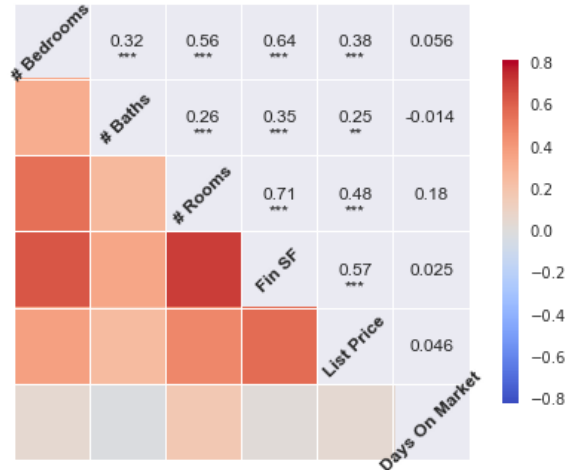 # Bedrooms 0.32 0.56 0.64 0.38 0.056
*** *** *** ***
# Baths 0.26 0.35 0.25 -0.014
*** *** **
# Rooms 0.71 0.48 0.18
*** ***
Fin SF 0.57 0.025
***
List Price 0.046
Days On Market
0.8
0.6
0.4
0.2
0.0
−0.2
−0.4
−0.6
−0.8